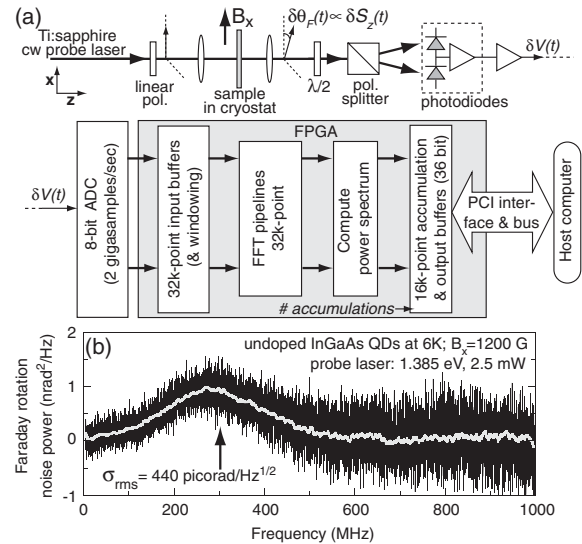 (a)
Ti:sapphire
cw probe laser
x
z
linear
pol.
B_x
sample
in cryostat
δθ_F(t)∝ δS_z(t)
λ/2
pol.
splitter
photodiodes
δV(t)
FPGA
δV(t)
8-bit ADC
(2 gigasamples/sec)
32k-point input buffers
(& windowing)
FFT pipelines
32k-point
Compute
power spectrum
16k-point accumulation
& output buffers (36 bit)
# accumulations
PCI inter-
face & bus
Host computer
(b)
undoped InGaAs QDs at 6K; B_x=1200 G
probe laser: 1.385 eV, 2.5 mW
σ_rms= 440 picorad/Hz^1/2
Faraday rotation
noise power (nrad²/Hz)
2
1
0
-1
0 200 400 600 800 1000
Frequency (MHz)